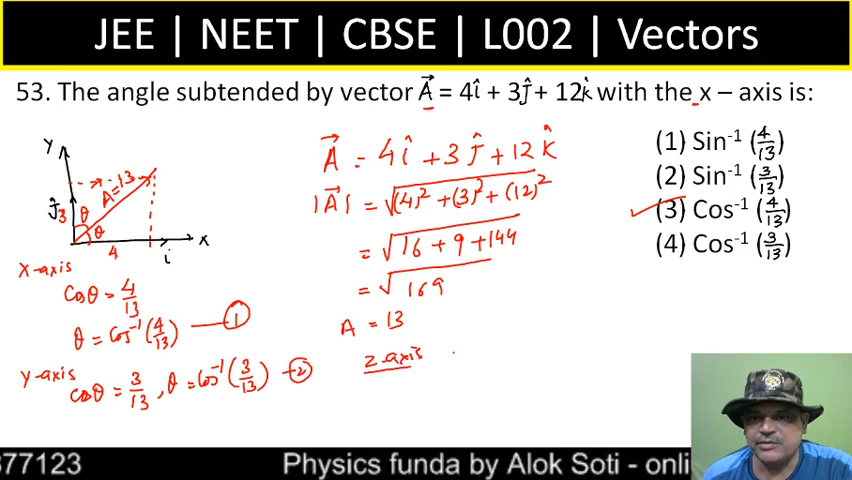 JEE | NEET | CBSE | L002 | Vectors
53. The angle subtended by vector A⃗ = 4î + 3ĵ + 12k̂ with the x – axis is:
(1) Sin⁻¹ (4/13)
(2) Sin⁻¹ (3/13)
(3) Cos⁻¹ (4/13)
(4) Cos⁻¹ (3/13)
Y
A=13
ĵ 3
θ
θ
4
i
x
X-axis
Cosθ = 4/13
θ = Cos⁻¹(4/13) — ①
Y-axis
Cosθ = 3/13, θ = Cos⁻¹(3/13) — ②
A⃗ = 4î + 3ĵ + 12k̂
|A⃗| = √(4)² + (3)² + (12)²
= √16 + 9 + 144
= √169
A = 13
z-axis
377123
Physics funda by Alok Soti - onli